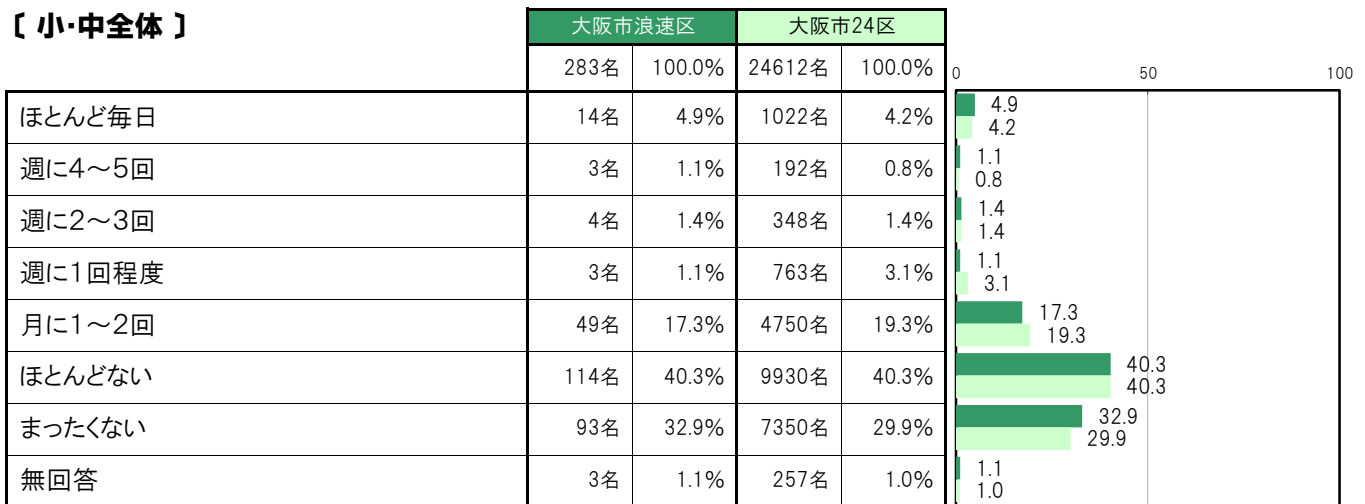 〔 小・中全体 〕
大阪市浪速区 大阪市24区
283名 100.0% 24612名 100.0% 0 50 100
ほとんど毎日 14名 4.9% 1022名 4.2% 4.9
4.2
週に4～5回 3名 1.1% 192名 0.8% 1.1
0.8
週に2～3回 4名 1.4% 348名 1.4% 1.4
1.4
週に1回程度 3名 1.1% 763名 3.1% 1.1
3.1
月に1～2回 49名 17.3% 4750名 19.3% 17.3
19.3
ほとんどない 114名 40.3% 9930名 40.3% 40.3
40.3
まったくない 93名 32.9% 7350名 29.9% 32.9
29.9
無回答 3名 1.1% 257名 1.0% 1.1
1.0